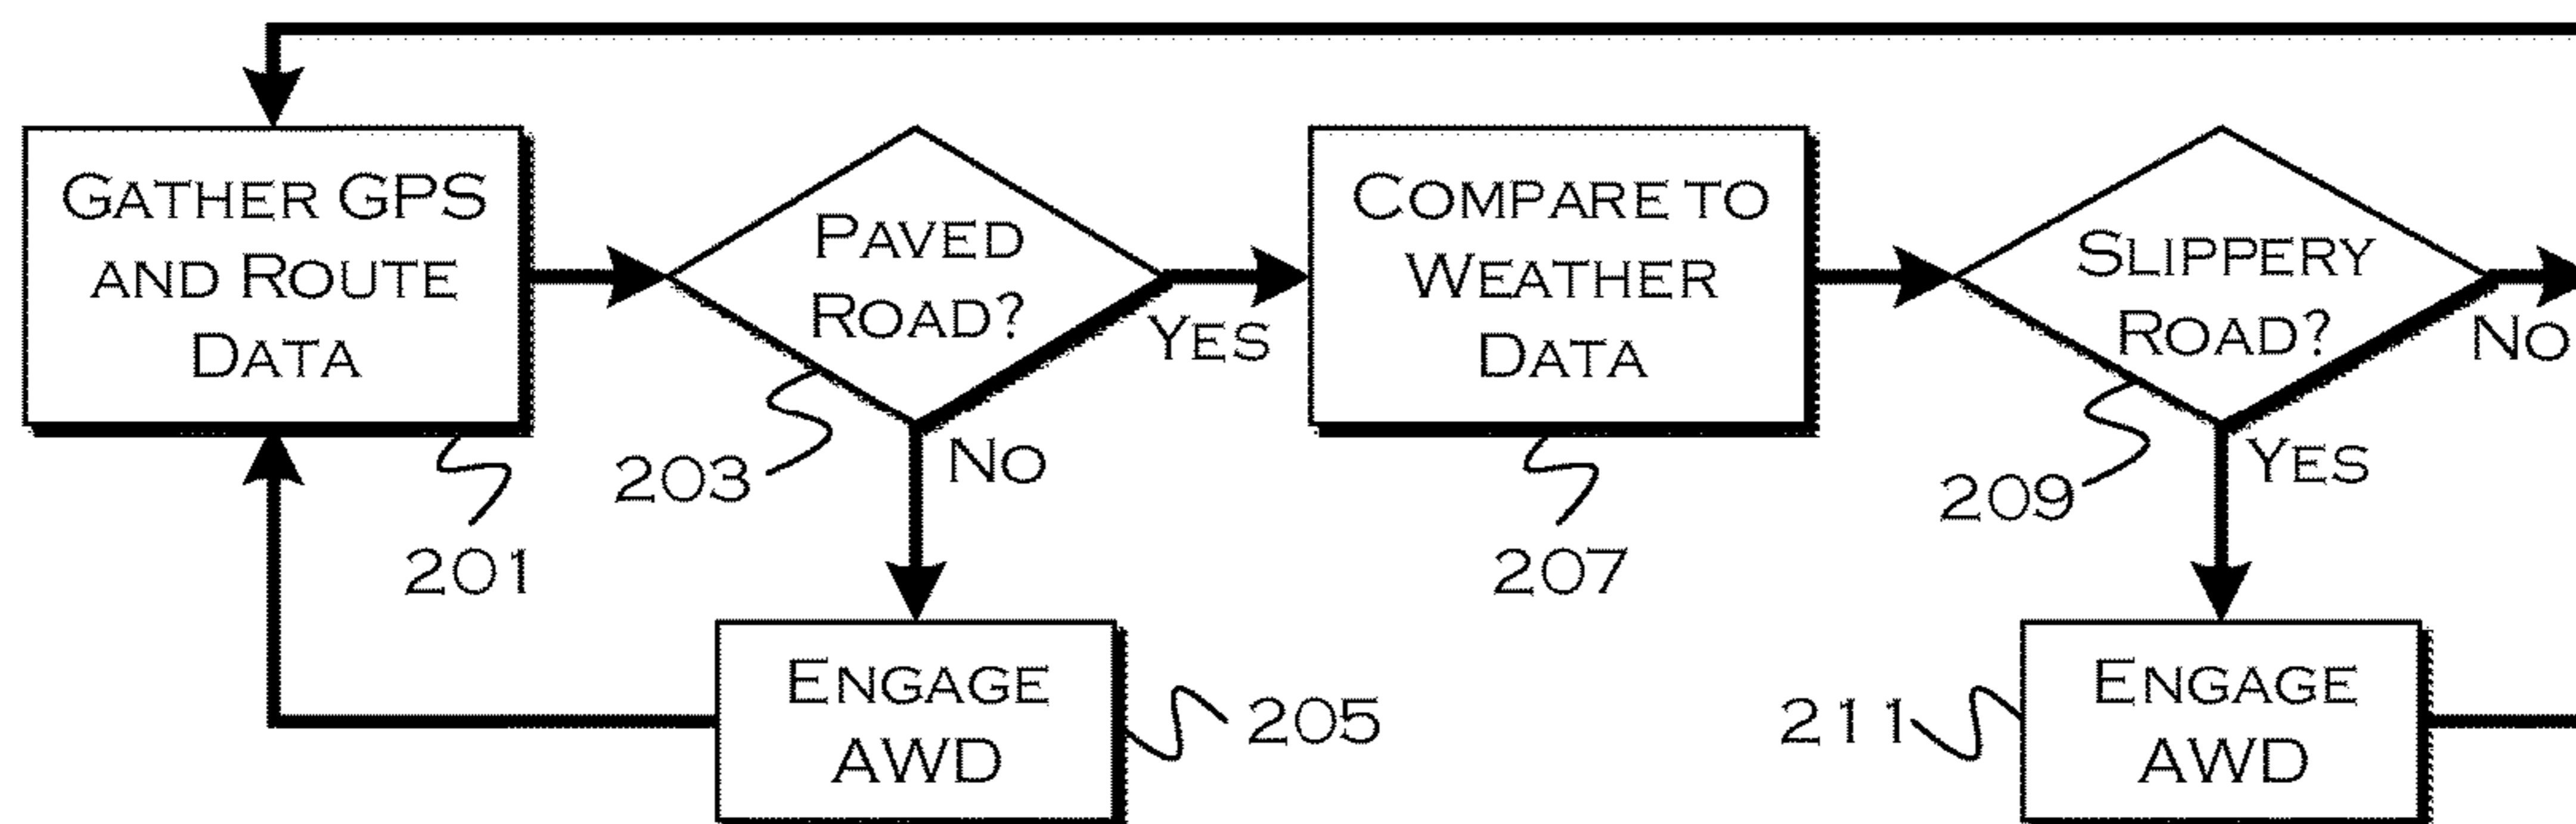 GATHER GPS
AND ROUTE
DATA
201
PAVED
ROAD?
203
YES
NO
ENGAGE
AWD
205
COMPARE TO
WEATHER
DATA
207
SLIPPERY
ROAD?
209
NO
YES
ENGAGE
AWD
211